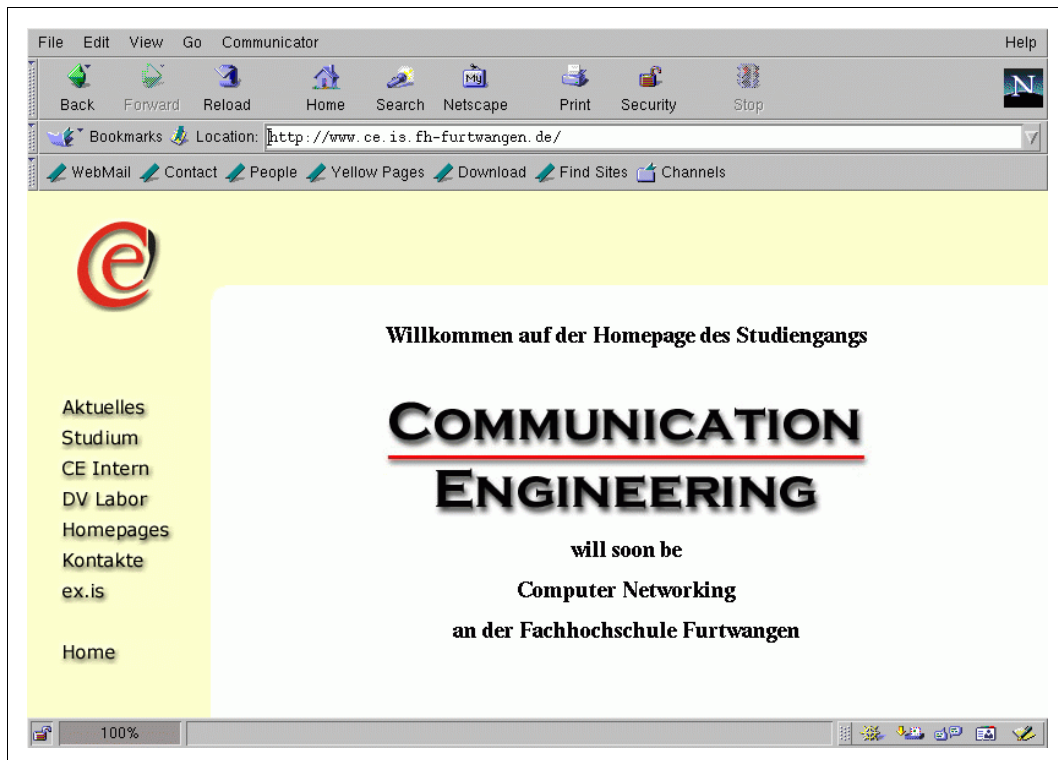 File Edit View Go Communicator Help
Back Forward Reload Home Search My Netscape Print Security Stop N
Bookmarks Location: http://www.ce.is.fh-furtwangen.de/
WebMail Contact People Yellow Pages Download Find Sites Channels
Ce
Willkommen auf der Homepage des Studiengangs
Aktuelles
Studium
CE Intern
DV Labor
Homepages
Kontakte
ex.is
Home
COMMUNICATION
ENGINEERING
will soon be
Computer Networking
an der Fachhochschule Furtwangen
100%